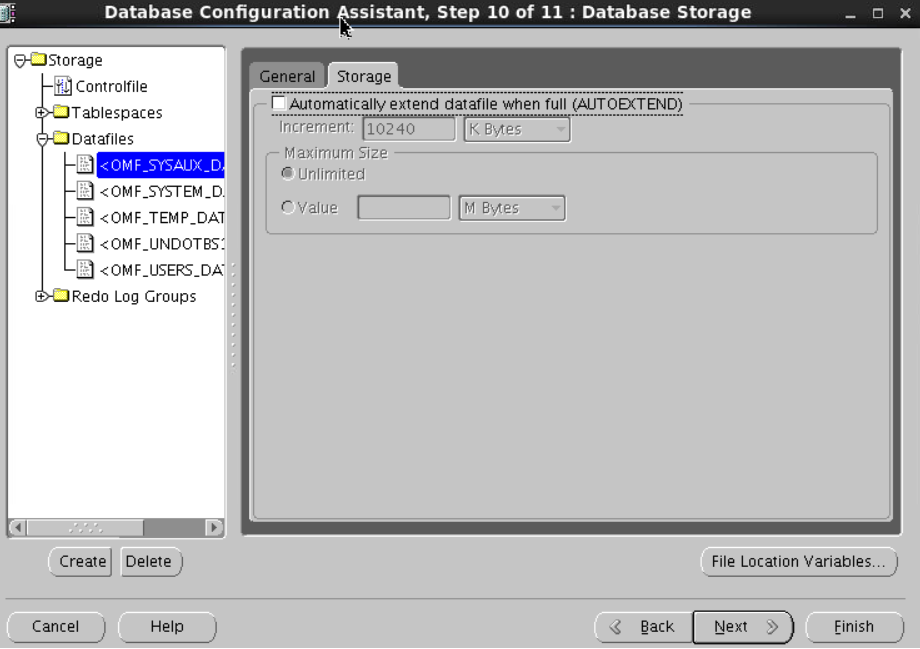 Database Configuration Assistant, Step 10 of 11 : Database Storage
Storage
Controlfile
Tablespaces
Datafiles
<OMF_SYSAUX_DA
<OMF_SYSTEM_D
<OMF_TEMP_DAT
<OMF_UNDOTBS1
<OMF_USERS_DAT
Redo Log Groups
General
Storage
Automatically extend datafile when full (AUTOEXTEND)
Increment: 10240 K Bytes
Maximum Size
Unlimited
Value M Bytes
Create Delete
File Location Variables...
Cancel Help Back Next Finish